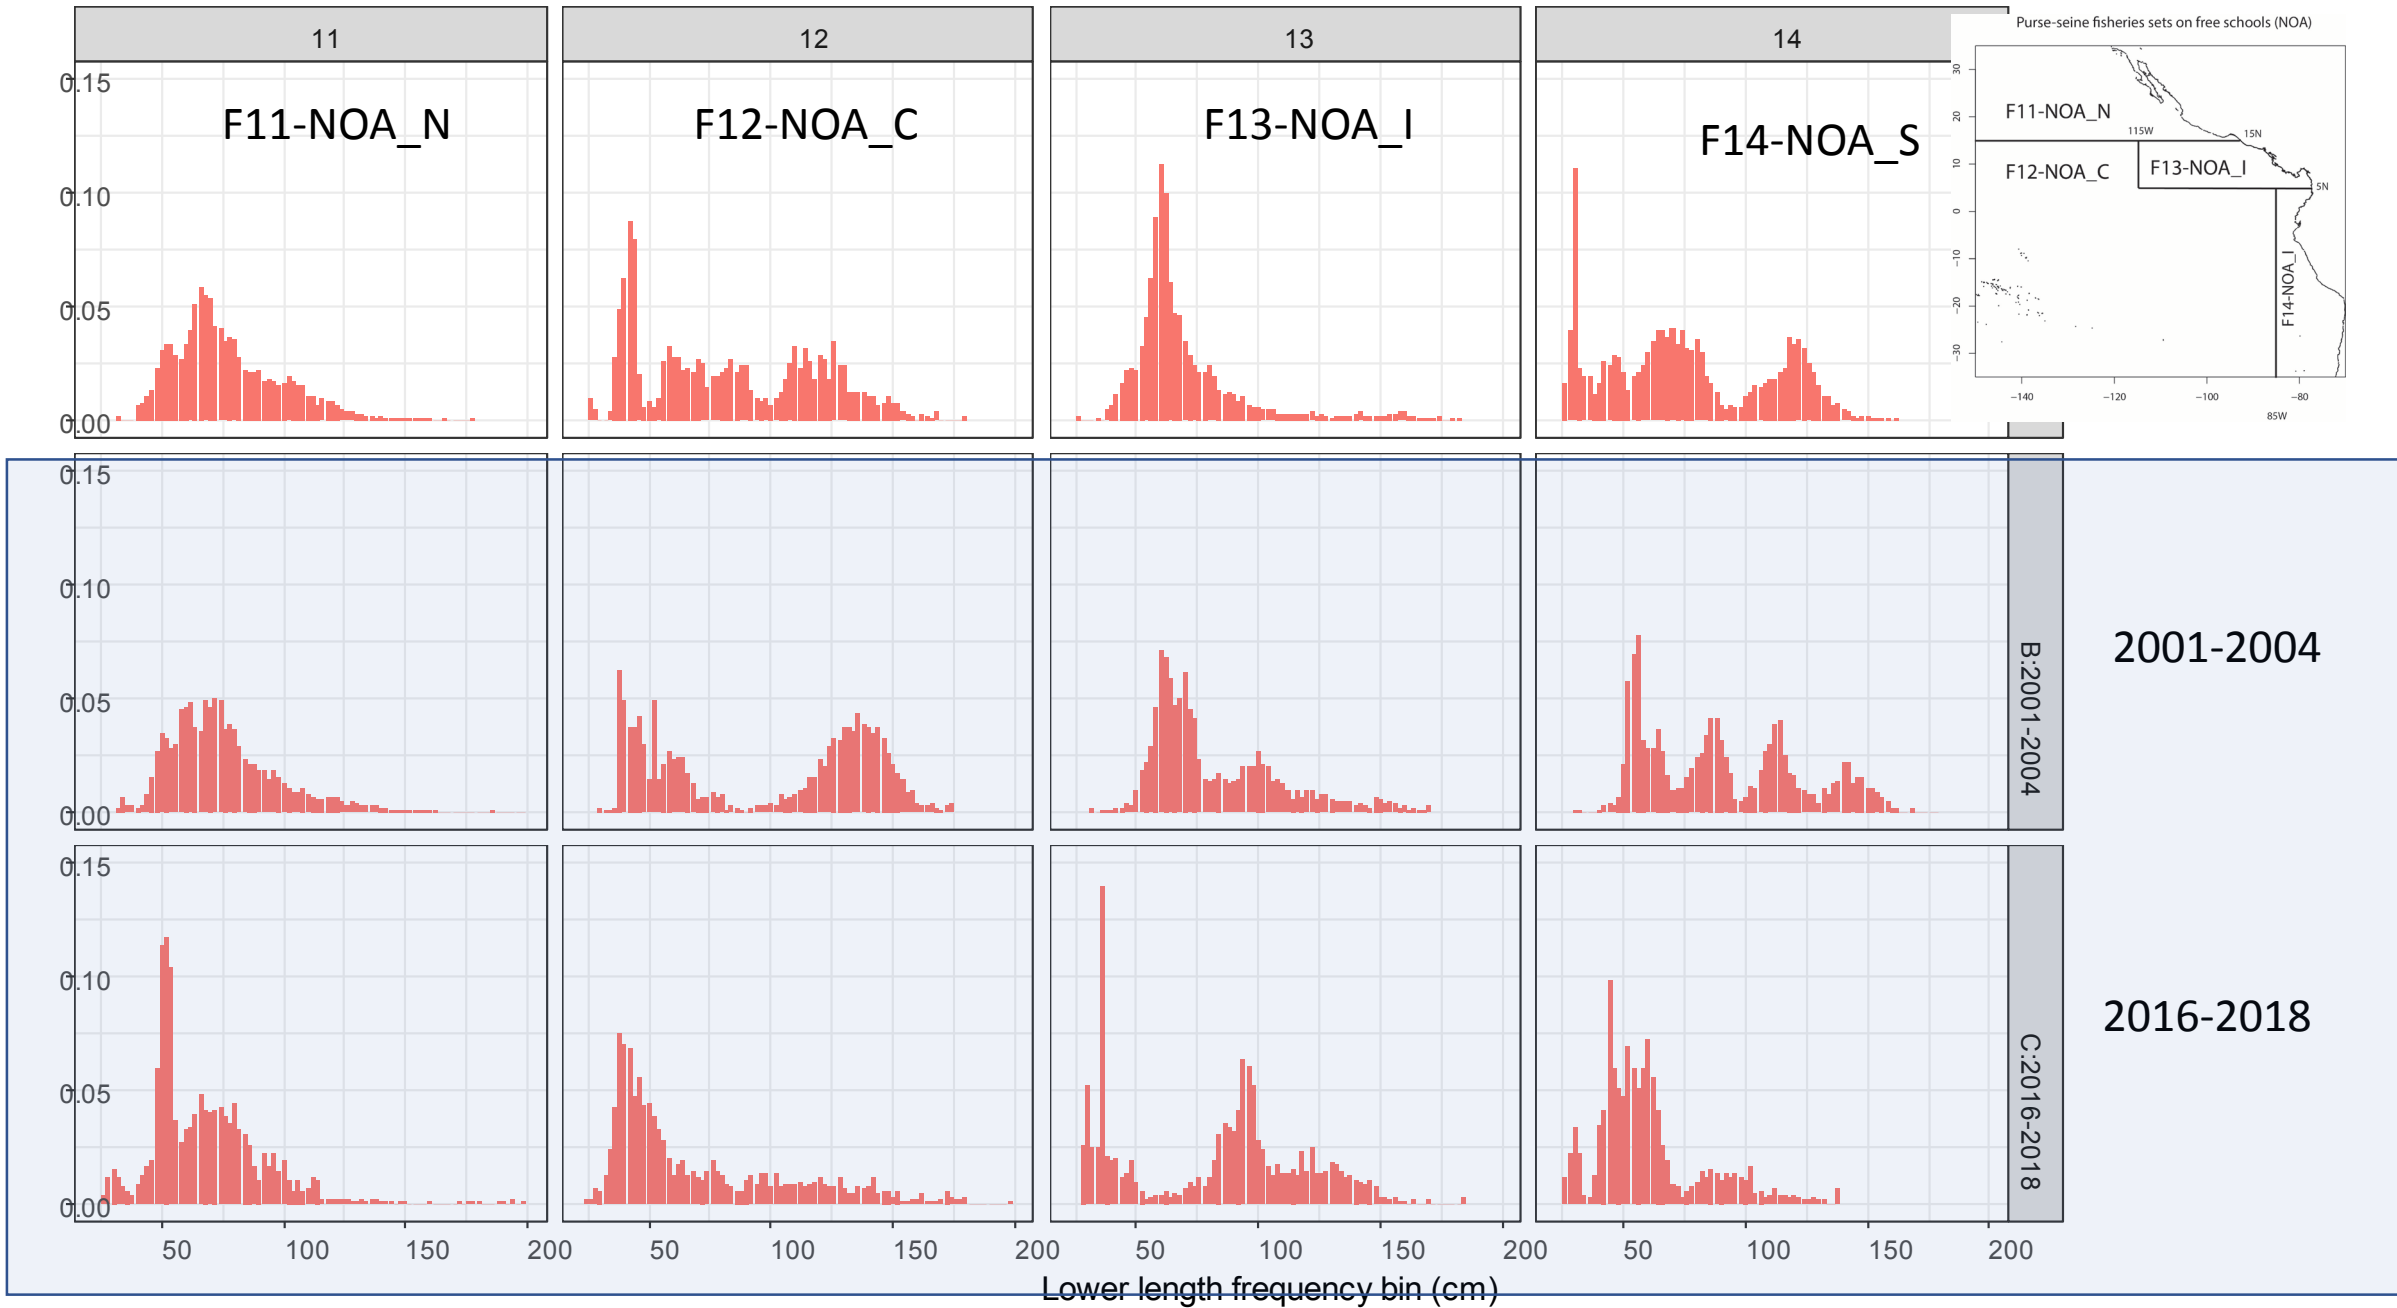 11
12
13
14
Purse-seine fisheries sets on free schools (NOA)
F11-NOA_N
F12-NOA_C
F13-NOA_I
F14-NOA_S
0.15
0.10
0.05
0.00
30
20
10
0
−10
−20
−30
F11-NOA_N
115W
15N
F12-NOA_C
F13-NOA_I
5N
F14-NOA_I
−140
−120
−100
−80
85W
0.15
0.10
0.05
0.00
B:2001-2004
2001-2004
0.15
0.10
0.05
0.00
C:2016-2018
2016-2018
50 100 150 200
50 100 150 200
50 100 150 200
50 100 150 200
Lower length frequency bin (cm)